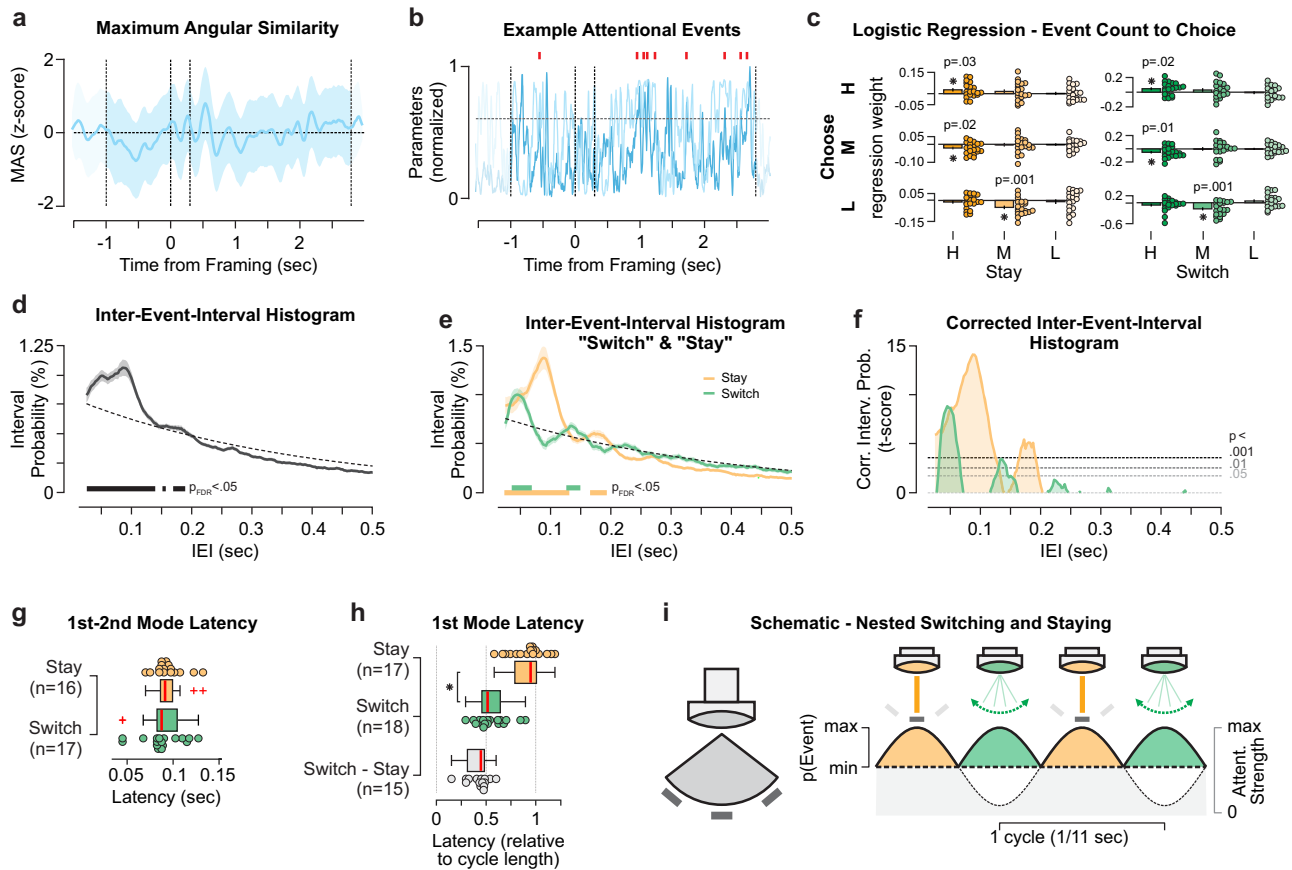 a
Maximum Angular Similarity
MAS (z-score)
2
0
-2
-1
0
1
2
Time from Framing (sec)
b
Example Attentional Events
Parameters
(normalized)
1
0
-1
0
1
2
Time from Framing (sec)
c
Logistic Regression - Event Count to Choice
Choose
regression weight
H
0.15
-0.05
p=.03
*
0.2
-0.2
p=.02
*
M
0.05
-0.10
p=.02
*
0.2
-0.2
p=.01
*
L
0.05
-0.15
p=.001
*
0.2
-0.6
p=.001
*
H
M
L
Stay
H
M
L
Switch
d
Inter-Event-Interval Histogram
Interval
Probability (%)
1.25
0
pFDR<.05
0.1
0.2
0.3
0.4
0.5
IEI (sec)
e
Inter-Event-Interval Histogram
"Switch" & "Stay"
Interval
Probability (%)
1.5
0
Stay
Switch
pFDR<.05
0.1
0.2
0.3
0.4
0.5
IEI (sec)
f
Corrected Inter-Event-Interval
Histogram
Corr. Interv. Prob.
(t-score)
15
0
p <
.001
.01
.05
0.1
0.2
0.3
0.4
0.5
IEI (sec)
g
1st-2nd Mode Latency
Stay
(n=16)
Switch
(n=17)
0.05
0.1
0.15
Latency (sec)
h
1st Mode Latency
Stay
(n=17)
*
Switch
(n=18)
Switch - Stay
(n=15)
0
0.5
1
Latency (relative
to cycle length)
i
Schematic - Nested Switching and Staying
p(Event)
max
min
max
0
Attent.
Strength
1 cycle (1/11 sec)